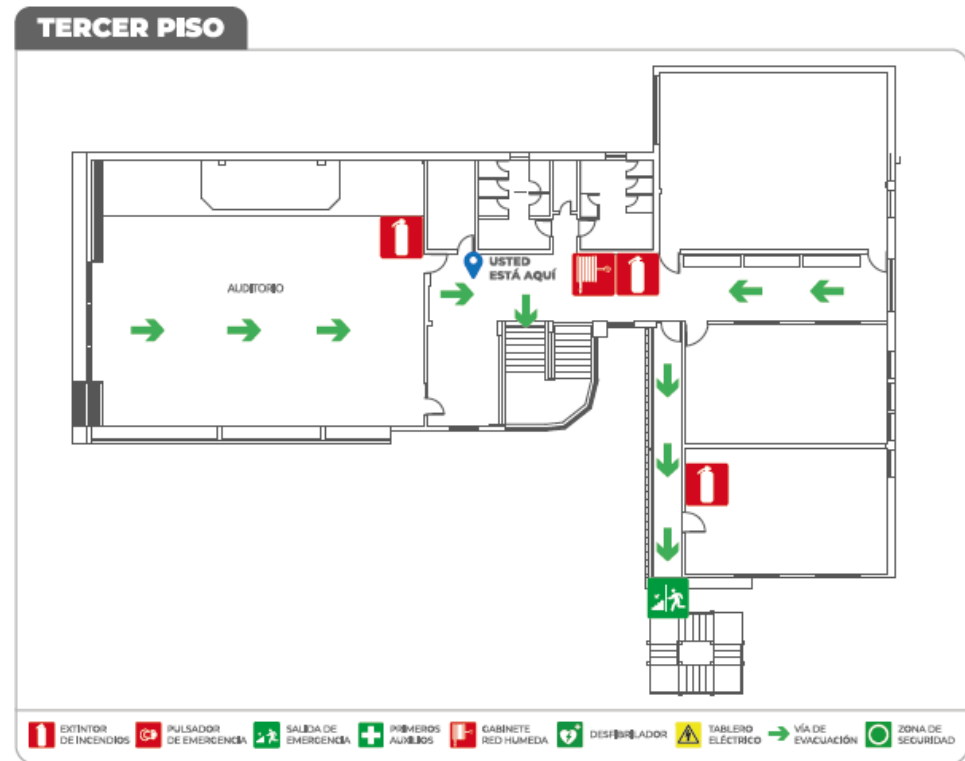 TERCER PISO
USTED
ESTÁ AQUÍ
AUDITORIO
EXTINTOR
DE INCENDIOS
PULSADOR
DE EMERGENCIA
SALIDA DE
EMERGENCIA
PRIMEROS
AUXILIOS
GABINETE
RED HUMEDA
DESFIBRILADOR
TABLERO
ELÉCTRICO
VÍA DE
EVACUACIÓN
ZONA DE
SEGURIDAD